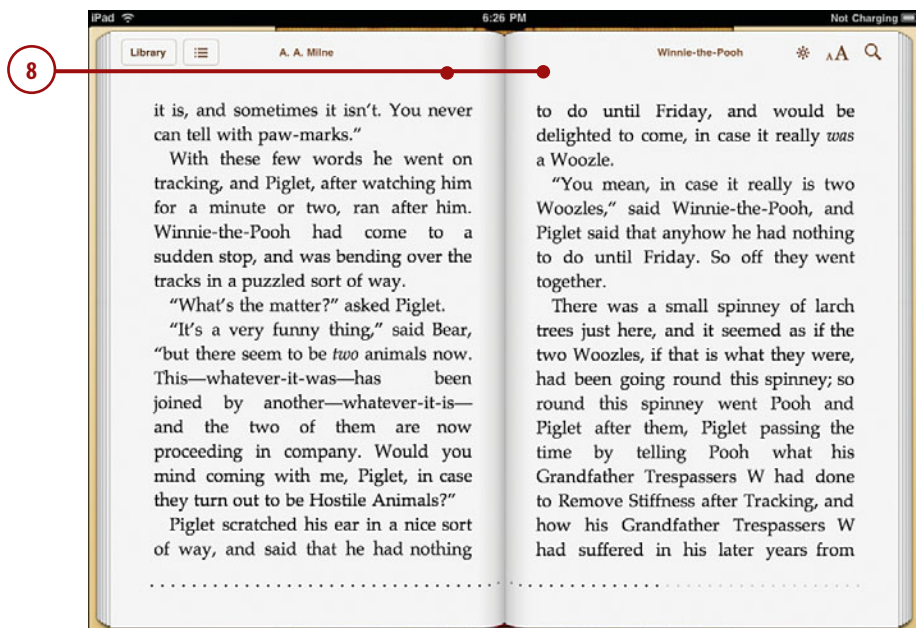 iPad 6:26 PM Not Charging
Library A. A. Milne Winnie-the-Pooh AA
8
it is, and sometimes it isn't. You never
can tell with paw-marks."
With these few words he went on
tracking, and Piglet, after watching him
for a minute or two, ran after him.
Winnie-the-Pooh had come to a
sudden stop, and was bending over the
tracks in a puzzled sort of way.
"What's the matter?" asked Piglet.
"It's a very funny thing," said Bear,
"but there seem to be two animals now.
This—whatever-it-was—has been
joined by another—whatever-it-is—
and the two of them are now
proceeding in company. Would you
mind coming with me, Piglet, in case
they turn out to be Hostile Animals?"
Piglet scratched his ear in a nice sort
of way, and said that he had nothing
to do until Friday, and would be
delighted to come, in case it really was
a Woozle.
"You mean, in case it really is two
Woozles," said Winnie-the-Pooh, and
Piglet said that anyhow he had nothing
to do until Friday. So off they went
together.
There was a small spinney of larch
trees just here, and it seemed as if the
two Woozles, if that is what they were,
had been going round this spinney; so
round this spinney went Pooh and
Piglet after them, Piglet passing the
time by telling Pooh what his
Grandfather Trespassers W had done
to Remove Stiffness after Tracking, and
how his Grandfather Trespassers W
had suffered in his later years from